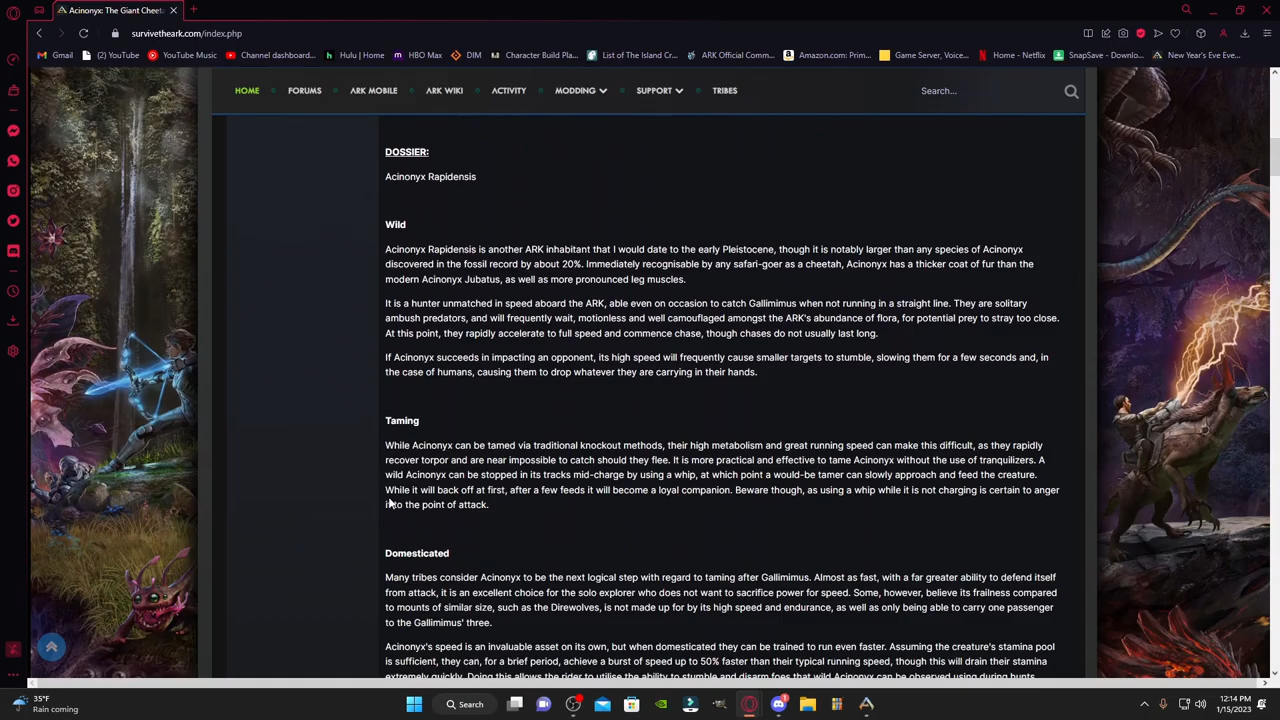 Acinonyx: The Giant Cheeta
survivetheark.com/index.php
Gmail
(2) YouTube
YouTube Music
Channel dashboard...
Hulu | Home
HBO Max
DIM
Character Build Pla...
List of The Island Cr...
ARK Official Comm...
Amazon.com: Prim...
Game Server, Voice...
Home - Netflix
SnapSave - Downlo...
New Year's Eve Eve...
HOME
FORUMS
ARK MOBILE
ARK WIKI
ACTIVITY
MODDING
SUPPORT
TRIBES
Search...
DOSSIER:
Acinonyx Rapidensis
Wild
Acinonyx Rapidensis is another ARK inhabitant that I would date to the early Pleistocene, though it is notably larger than any species of Acinonyx
discovered in the fossil record by about 20%. Immediately recognisable by any safari-goer as a cheetah, Acinonyx has a thicker coat of fur than the
modern Acinonyx Jubatus, as well as more pronounced leg muscles.
It is a hunter unmatched in speed aboard the ARK, able even on occasion to catch Gallimimus when not running in a straight line. They are solitary
ambush predators, and will frequently wait, motionless and well camouflaged amongst the ARK's abundance of flora, for potential prey to stray too close.
At this point, they rapidly accelerate to full speed and commence chase, though chases do not usually last long.
If Acinonyx succeeds in impacting an opponent, its high speed will frequently cause smaller targets to stumble, slowing them for a few seconds and, in
the case of humans, causing them to drop whatever they are carrying in their hands.
Taming
While Acinonyx can be tamed via traditional knockout methods, their high metabolism and great running speed can make this difficult, as they rapidly
recover torpor and are near impossible to catch should they flee. It is more practical and effective to tame Acinonyx without the use of tranquilizers. A
wild Acinonyx can be stopped in its tracks mid-charge by using a whip, at which point a would-be tamer can slowly approach and feed the creature.
While it will back off at first, after a few feeds it will become a loyal companion. Beware though, as using a whip while it is not charging is certain to anger
into the point of attack.
Domesticated
Many tribes consider Acinonyx to be the next logical step with regard to taming after Gallimimus. Almost as fast, with a far greater ability to defend itself
from attack, it is an excellent choice for the solo explorer who does not want to sacrifice power for speed. Some, however, believe its frailness compared
to mounts of similar size, such as the Direwolves, is not made up for by its high speed and endurance, as well as only being able to carry one passenger
to the Gallimimus' three.
Acinonyx's speed is an invaluable asset on its own, but when domesticated they can be trained to run even faster. Assuming the creature's stamina pool
is sufficient, they can, for a brief period, achieve a burst of speed up to 50% faster than their typical running speed, though this will drain their stamina
extremely quickly. Doing this allows the rider to utilise the ability to stumble and disarm foes that wild Acinonyx can be observed using during hunts
35°F
Rain coming
Search
1
12:14 PM
1/15/2023